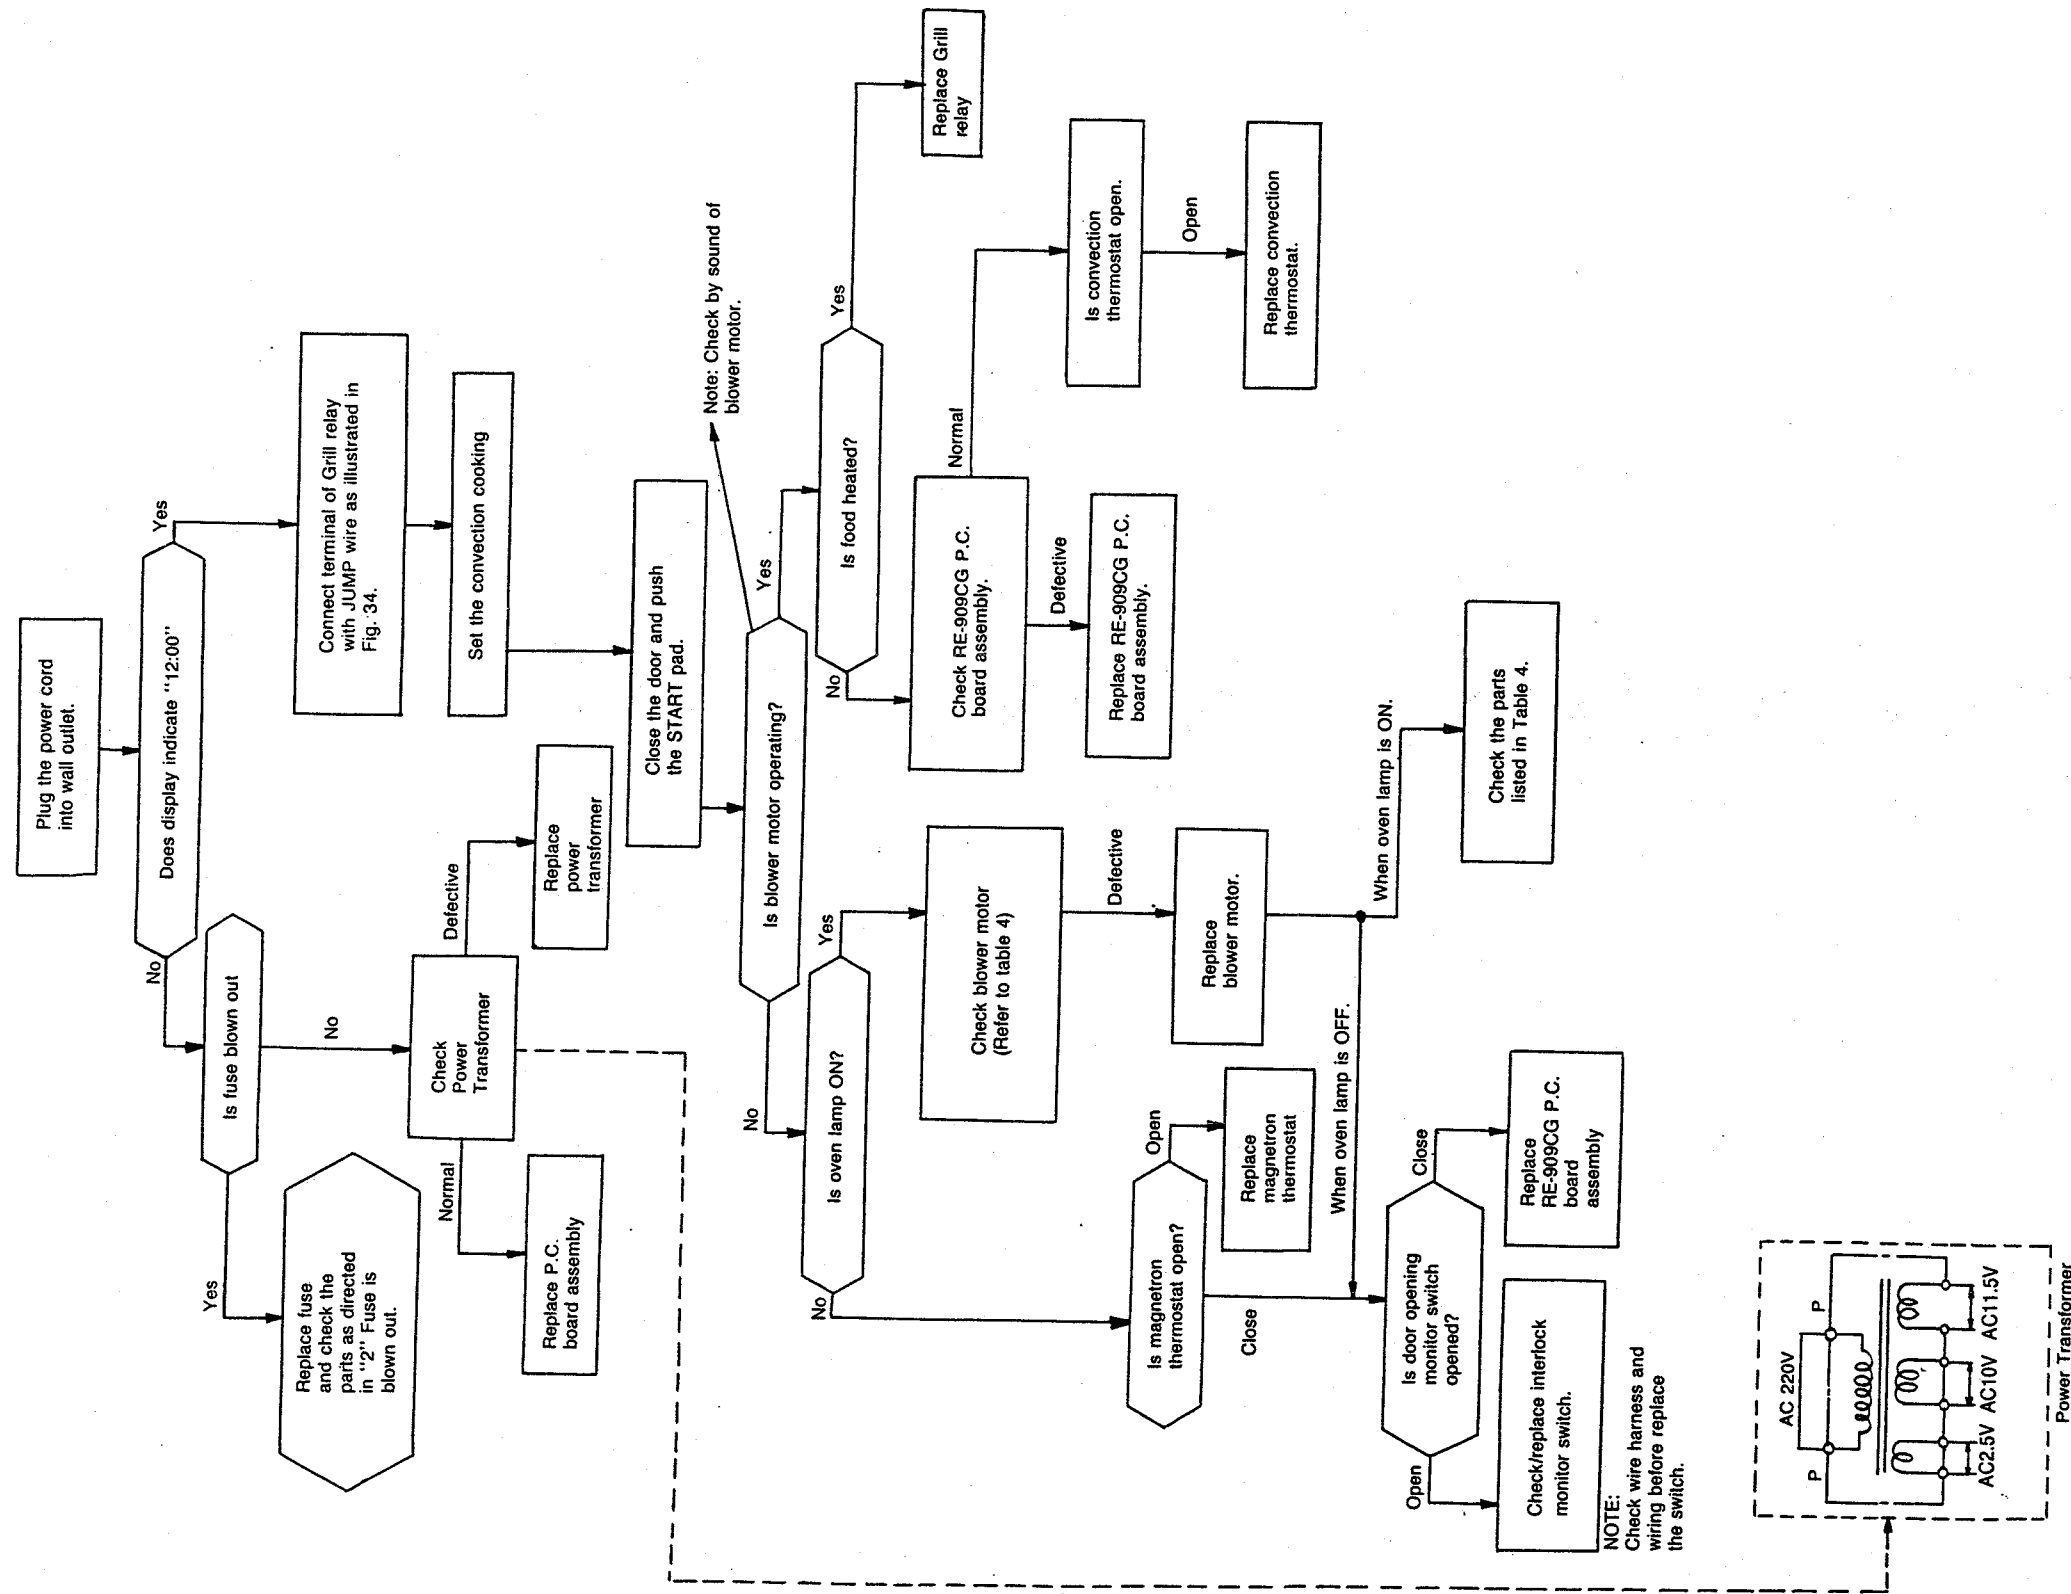 Plug the power cord
into wall outlet.
Does display indicate "12:00"
Yes
No
Connect terminal of Grill relay
with JUMP wire as illustrated in
Fig. 34.
Set the convection cooking
Close the door and push
the START pad.
Is fuse blown out
Yes
No
Replace fuse
and check the
parts as directed
in "2" Fuse is
blown out.
Check
Power
Transformer
Normal
Defective
Replace P.C.
board assembly
Replace
power
transformer
Is blower motor operating?
Note: Check by sound of
blower motor.
No
Yes
Is oven lamp ON?
No
Yes
Is food heated?
No
Yes
Replace Grill
relay
Check RE-909CG P.C.
board assembly.
Normal
Defective
Replace RE-909CG P.C.
board assembly.
Is convection
thermostat open.
Open
Replace convection
thermostat.
Check blower motor
(Refer to table 4)
Defective
Replace
blower motor.
When oven lamp is OFF.
When oven lamp is ON.
Check the parts
listed in Table 4.
Is magnetron
thermostat open?
Open
Close
Replace
magnetron
thermostat
Is door opening
monitor switch
opened?
Open
Close
Check/replace interlock
monitor switch.
Replace
RE-909CG P.C.
board
assembly
NOTE:
Check wire harness and
wiring before replace
the switch.
AC 220V
P
P
AC2.5V
AC10V
AC11.5V
Power Transformer